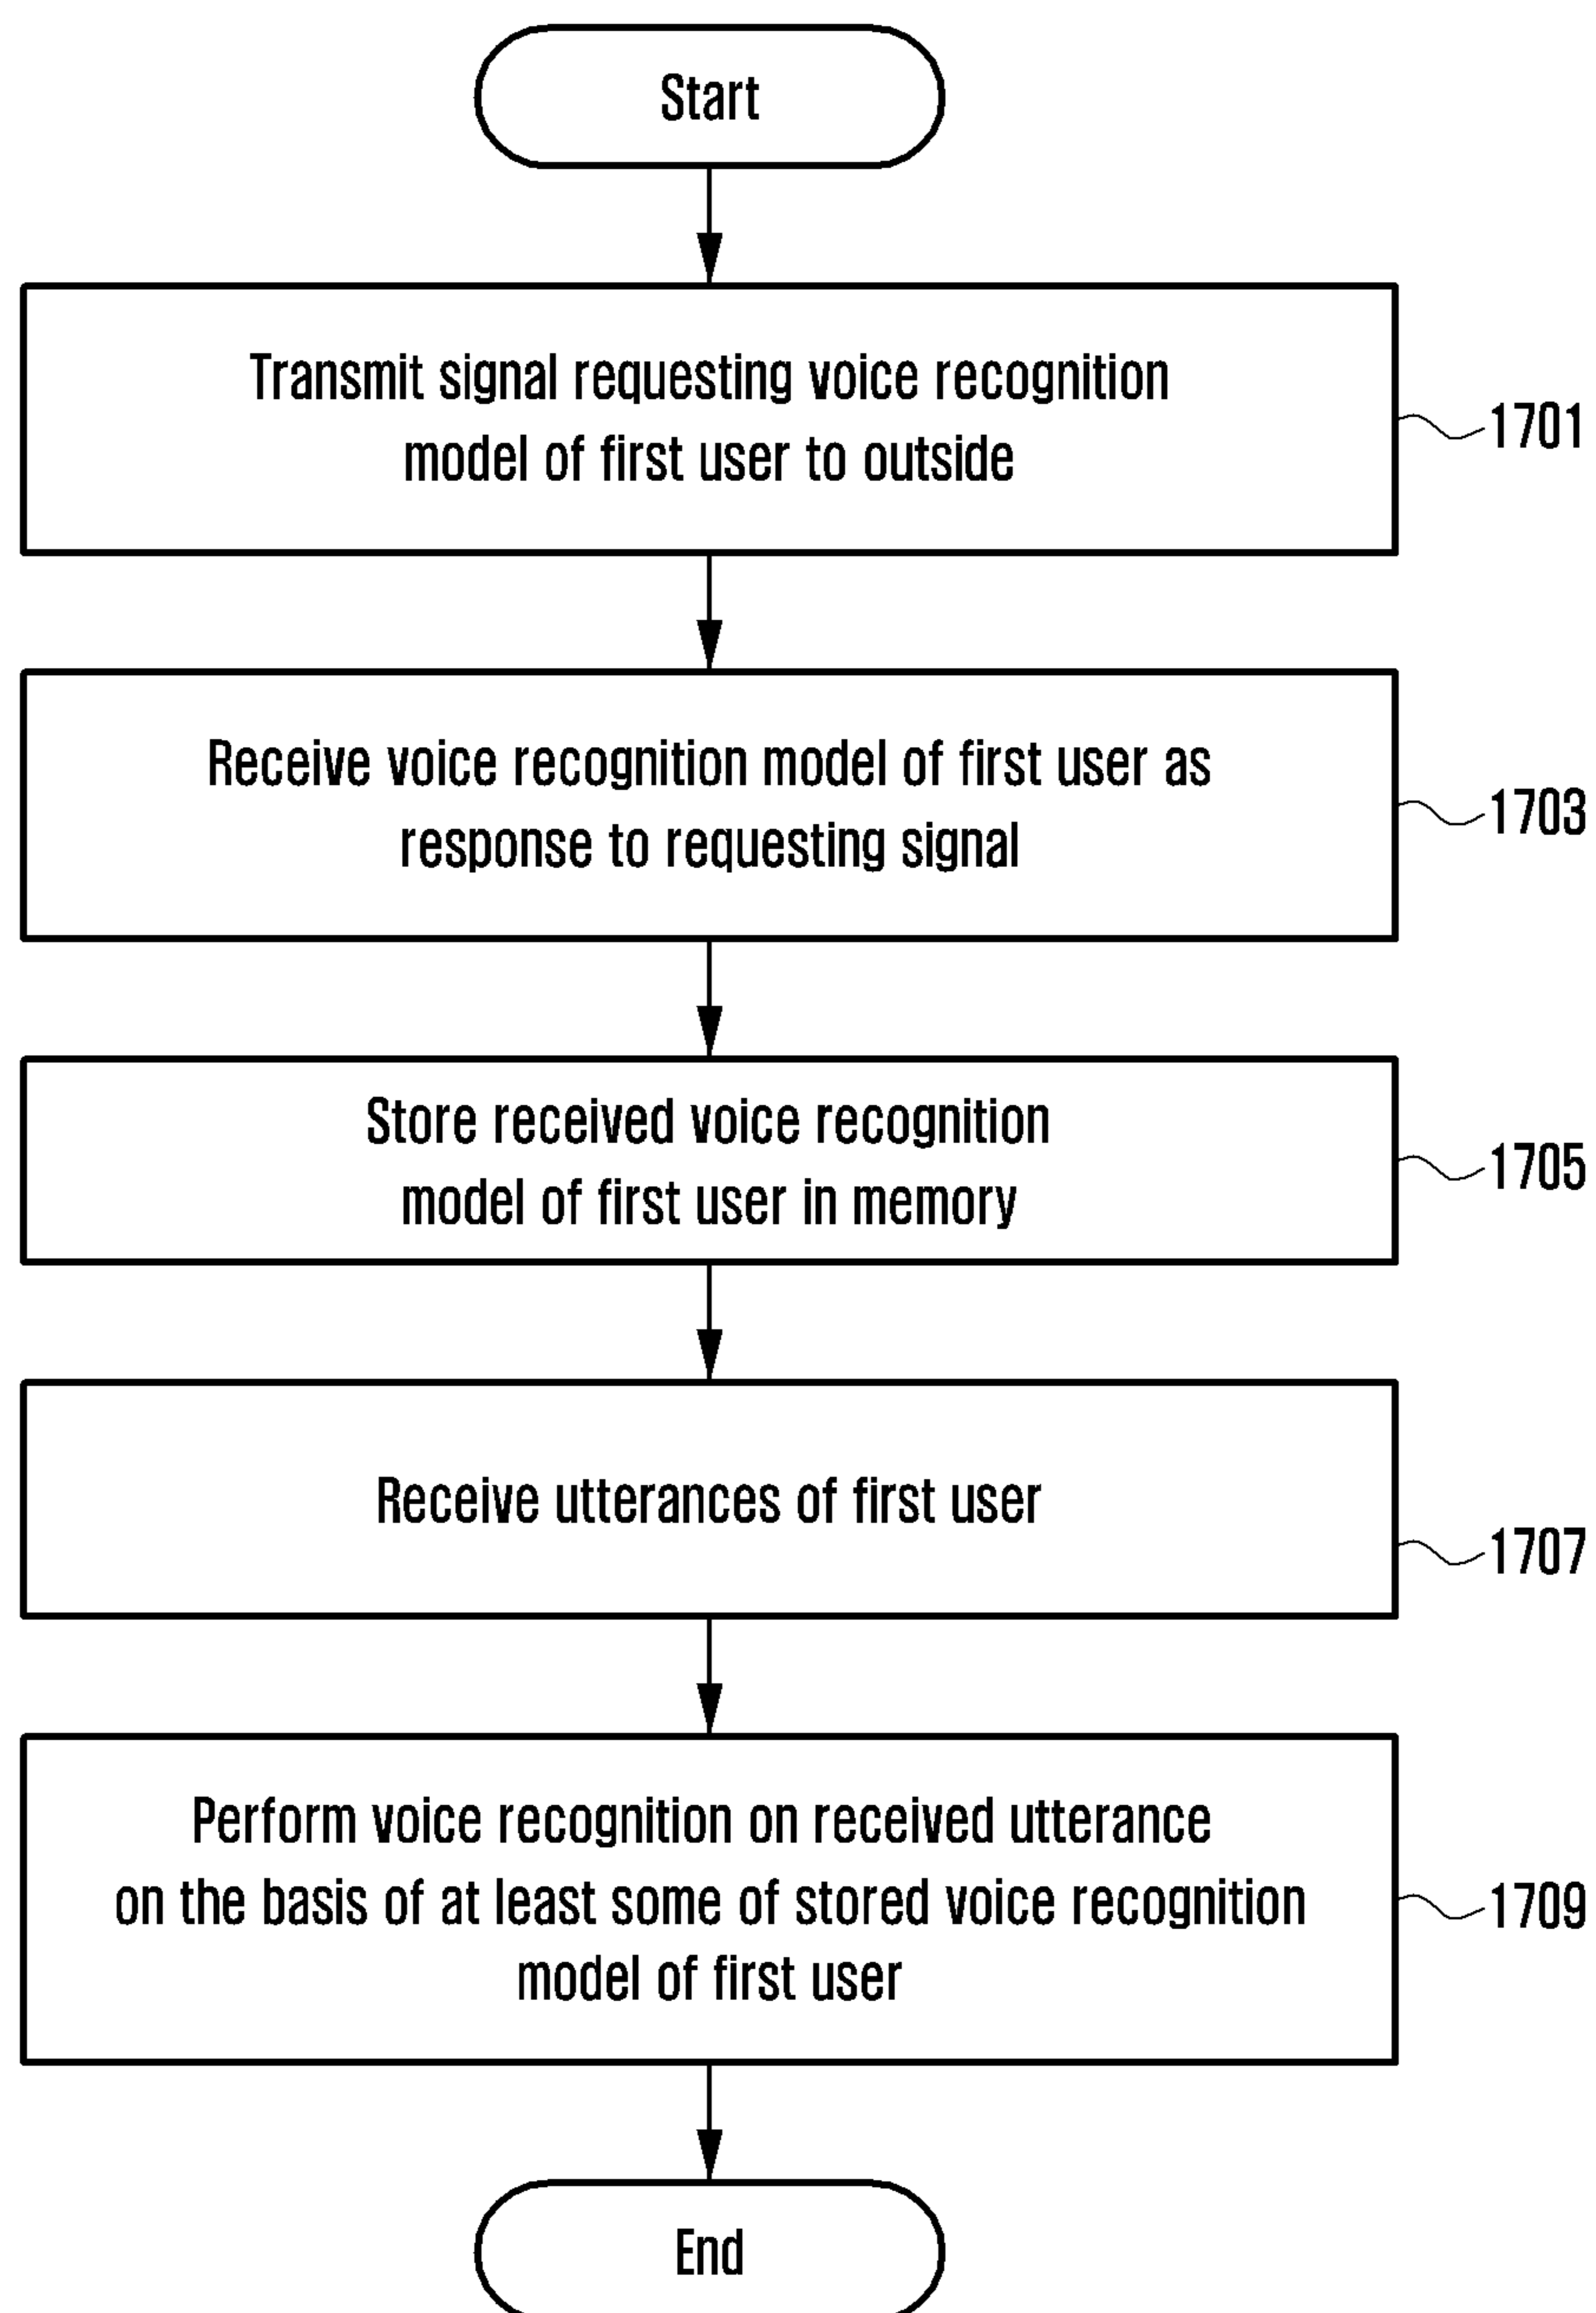 Start
Transmit signal requesting voice recognition
model of first user to outside
1701
Receive voice recognition model of first user as
response to requesting signal
1703
Store received voice recognition
model of first user in memory
1705
Receive utterances of first user
1707
Perform voice recognition on received utterance
on the basis of at least some of stored voice recognition
model of first user
1709
End